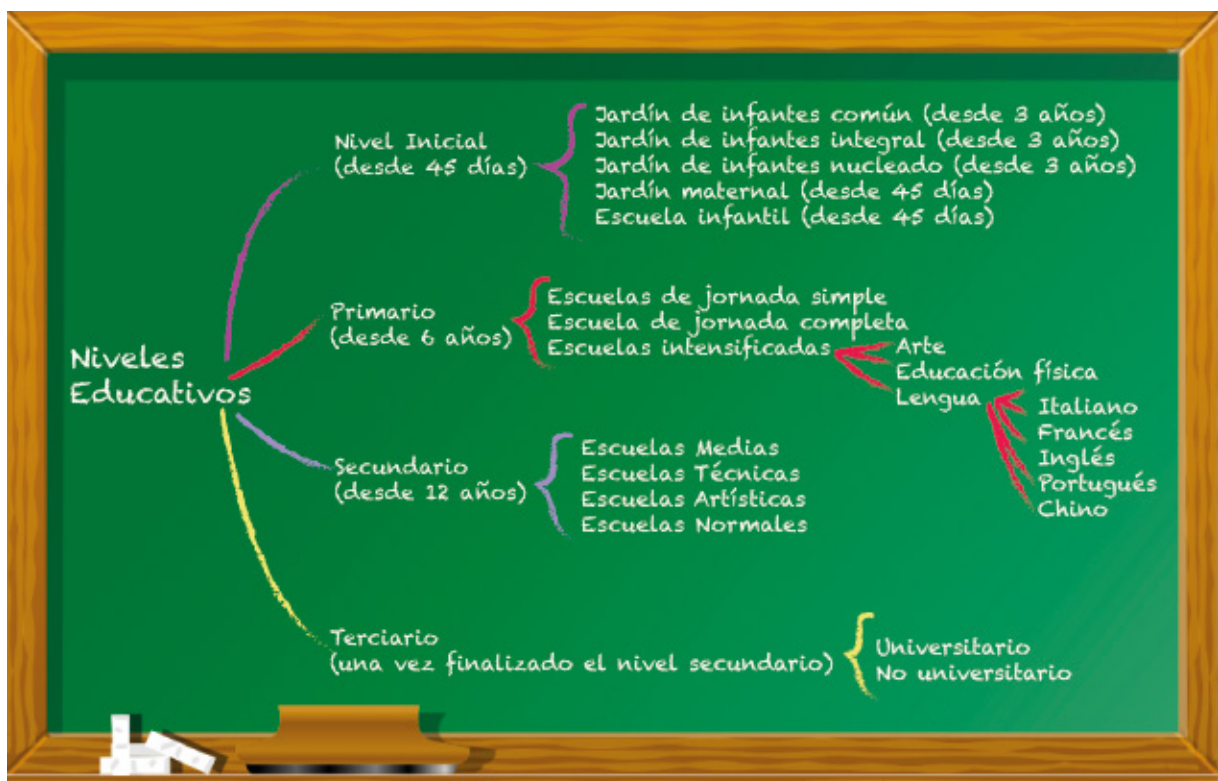 Niveles
Educativos
Nivel Inicial
(desde 45 días)
Jardín de infantes común (desde 3 años)
Jardín de infantes integral (desde 3 años)
Jardín de infantes nucleado (desde 3 años)
Jardín maternal (desde 45 días)
Escuela infantil (desde 45 días)
Primario
(desde 6 años)
Escuelas de jornada simple
Escuela de jornada completa
Escuelas intensificadas
Arte
Educación física
Lengua
Italiano
Francés
Inglés
Portugués
Chino
Secundario
(desde 12 años)
Escuelas Medias
Escuelas Técnicas
Escuelas Artísticas
Escuelas Normales
Terciario
(una vez finalizado el nivel secundario)
Universitario
No universitario